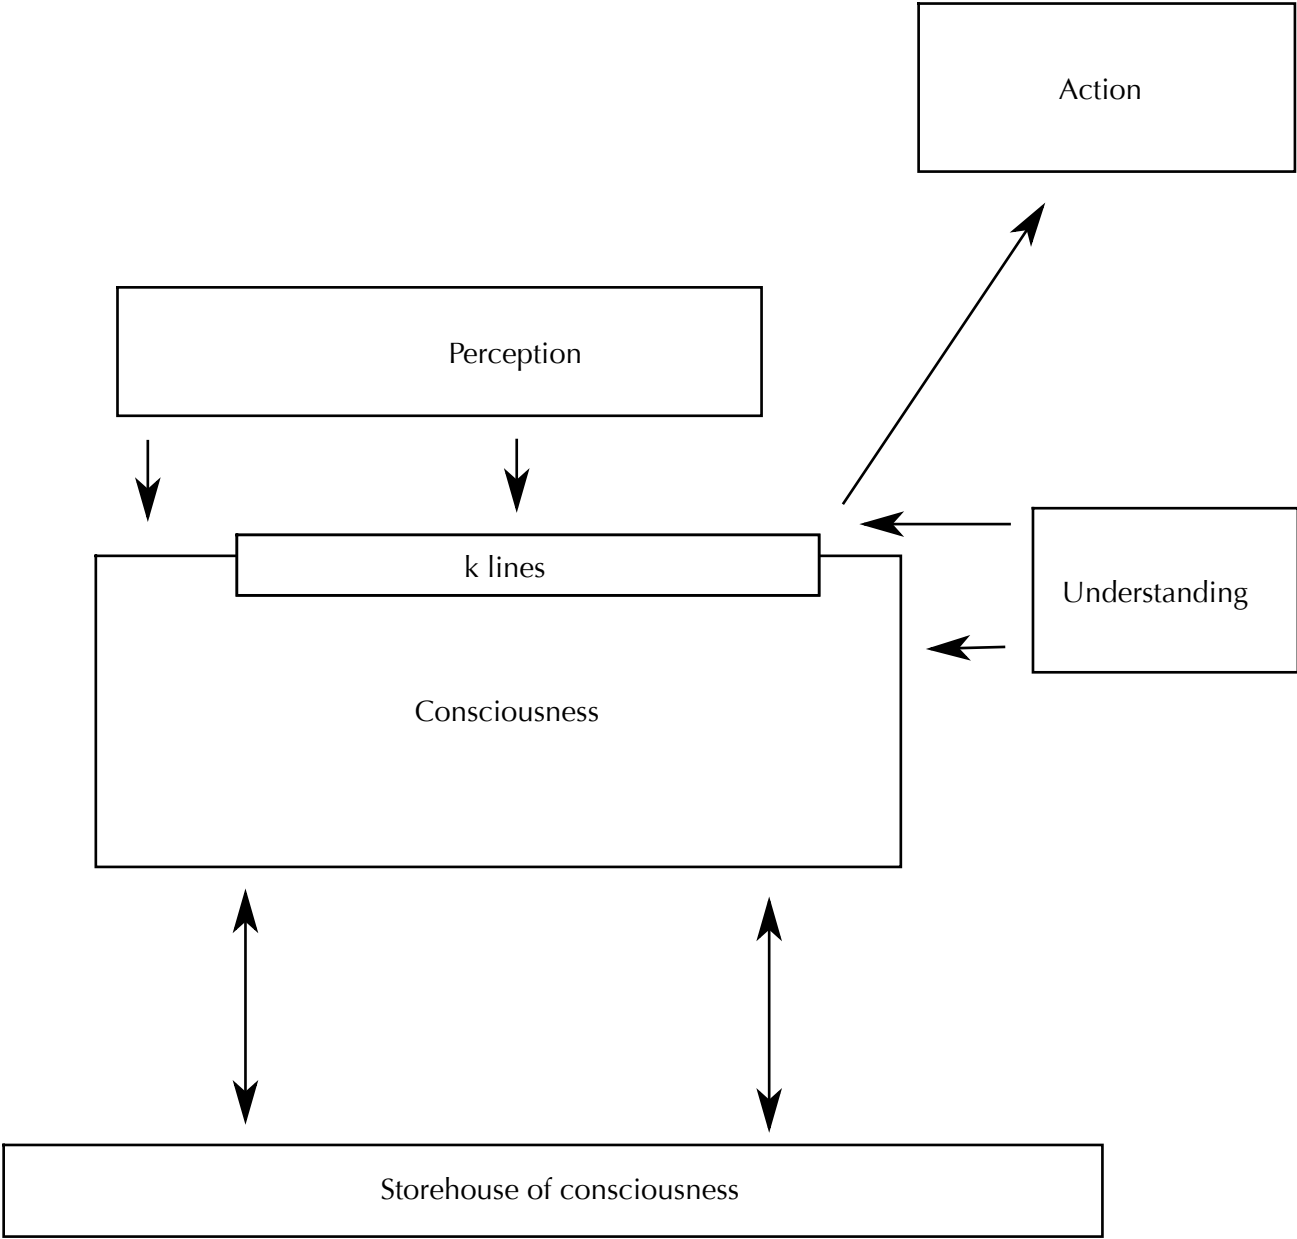 Action
Perception
k lines
Understanding
Consciousness
Storehouse of consciousness